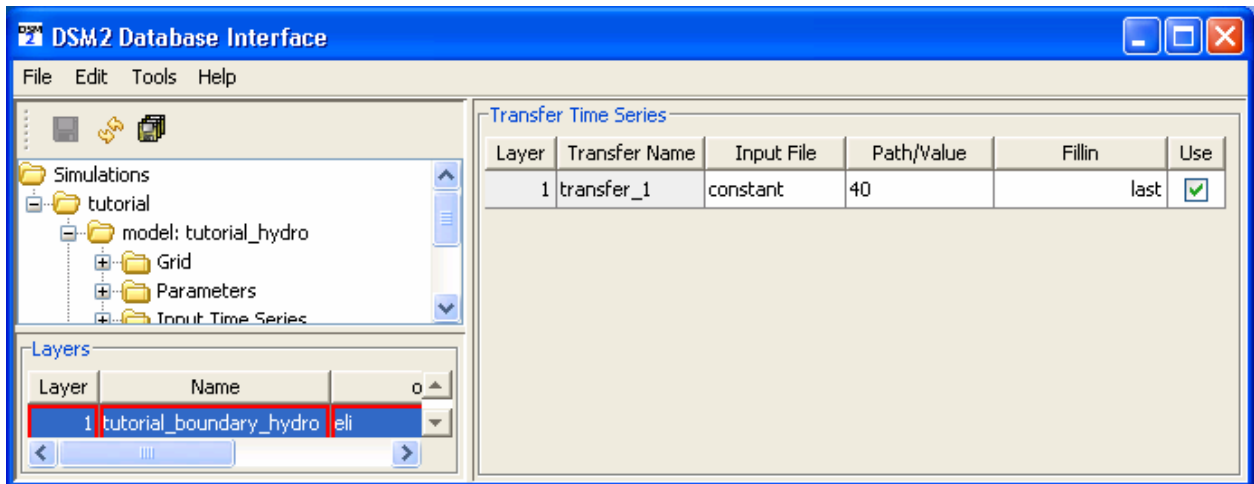 DSM2 Database Interface
File Edit Tools Help
Simulations
tutorial
model: tutorial_hydro
Grid
Parameters
Input Time Series
Layers
Layer Name o
1 tutorial_boundary_hydro eli
Transfer Time Series
Layer Transfer Name Input File Path/Value Fillin Use
1 transfer_1 constant 40 last